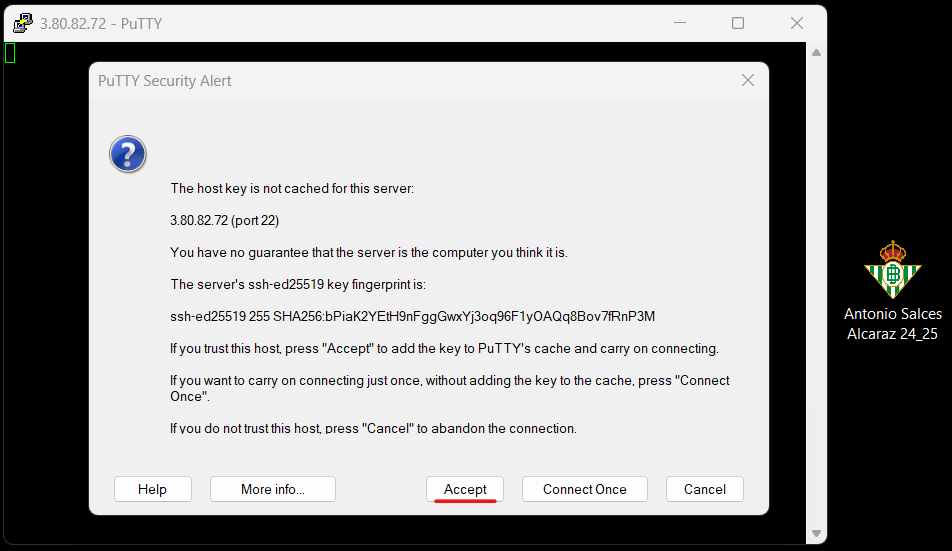 3.80.82.72 - PuTTY
PuTTY Security Alert
The host key is not cached for this server:
3.80.82.72 (port 22)
You have no guarantee that the server is the computer you think it is.
The server's ssh-ed25519 key fingerprint is:
ssh-ed25519 255 SHA256:bPiaK2YEtH9nFggGwxYj3oq96F1yOAQq8Bov7fRnP3M
If you trust this host, press "Accept" to add the key to PuTTY's cache and carry on connecting.
If you want to carry on connecting just once, without adding the key to the cache, press "Connect
Once".
If you do not trust this host, press "Cancel" to abandon the connection.
Help
More info...
Accept
Connect Once
Cancel
Antonio Salces
Alcaraz 24_25